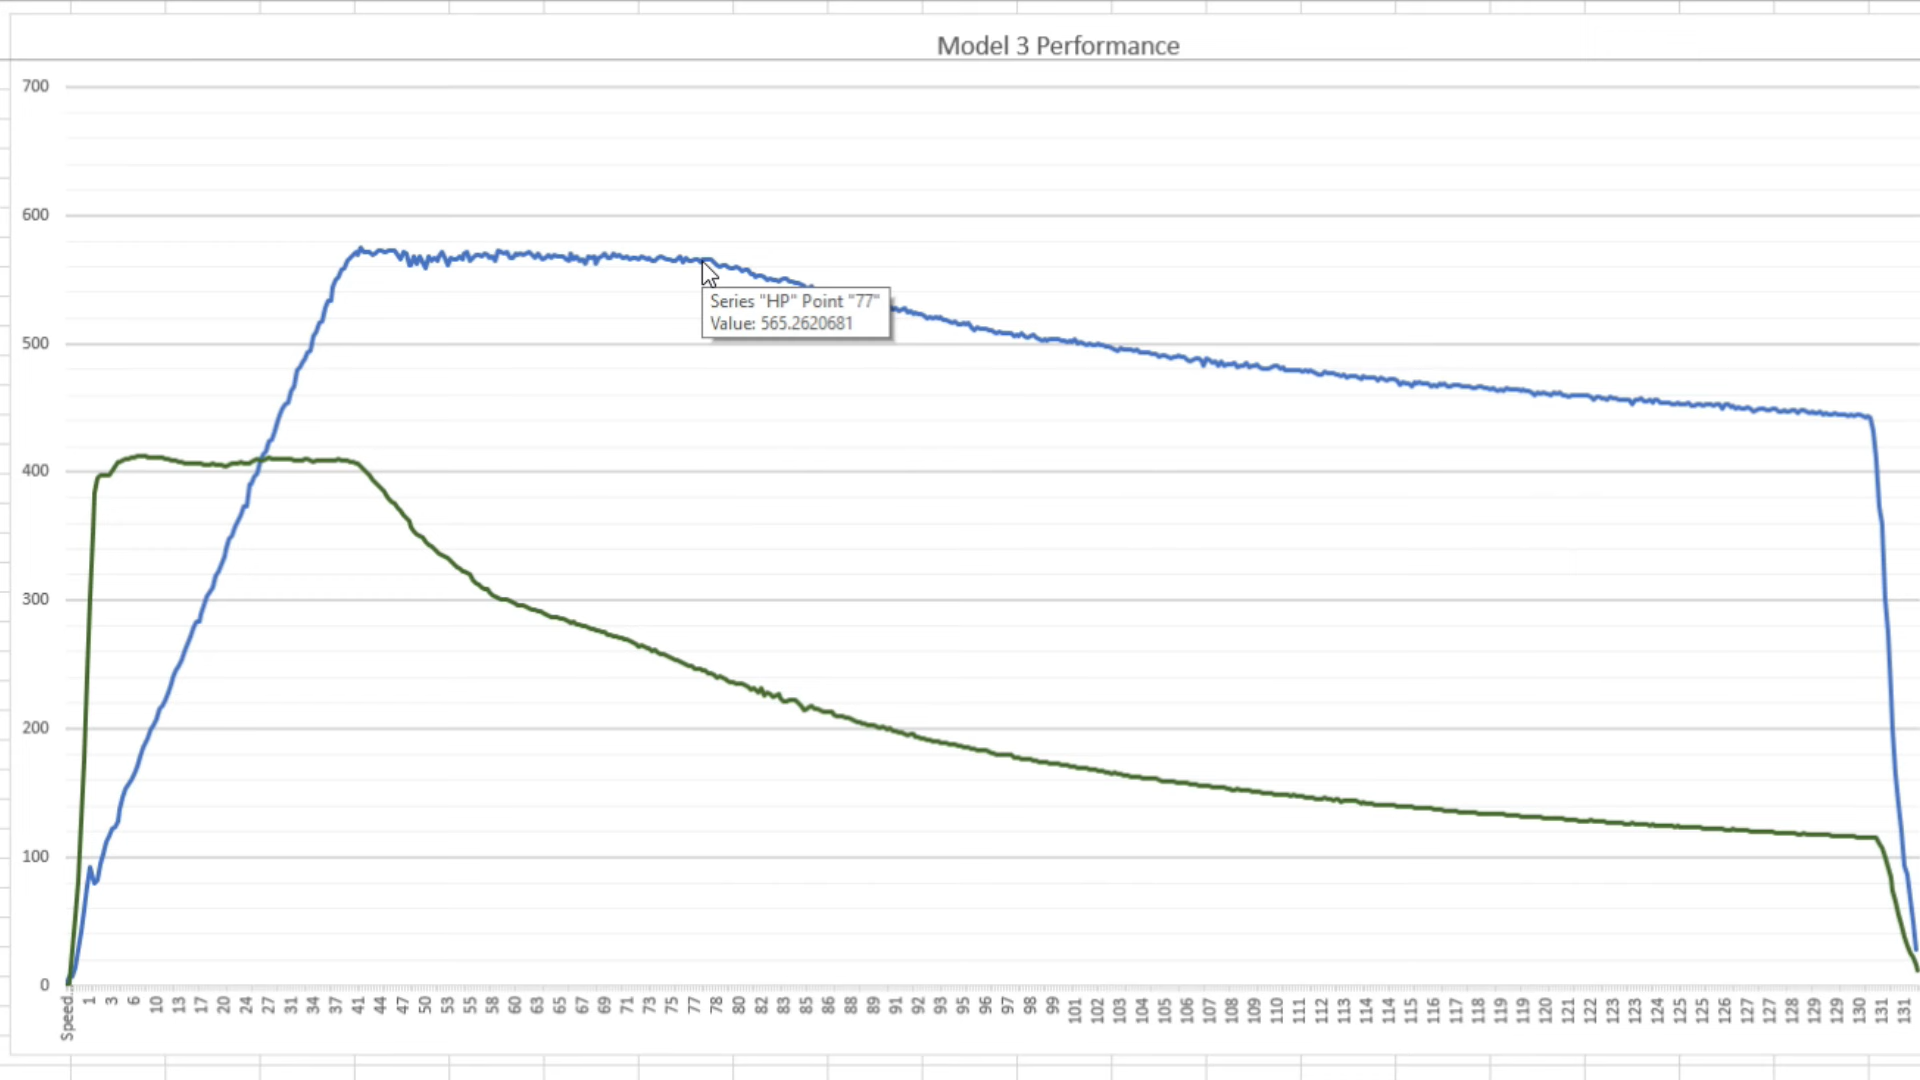 Model 3 Performance
700
600
500
400
300
200
100
0
Series "HP" Point "77"
Value: 565.2620681
Speed 1 3 6 10 13 17 20 24 27 31 34 37 41 44 47 50 53 55 58 60 63 65 67 69 71 73 75 77 78 80 82 83 85 86 88 89 91 92 93 95 96 97 98 99 101 102 103 104 105 106 107 108 109 110 111 112 113 114 114 115 116 117 118 119 119 120 121 122 123 123 124 125 125 126 127 127 128 129 129 130 131 131